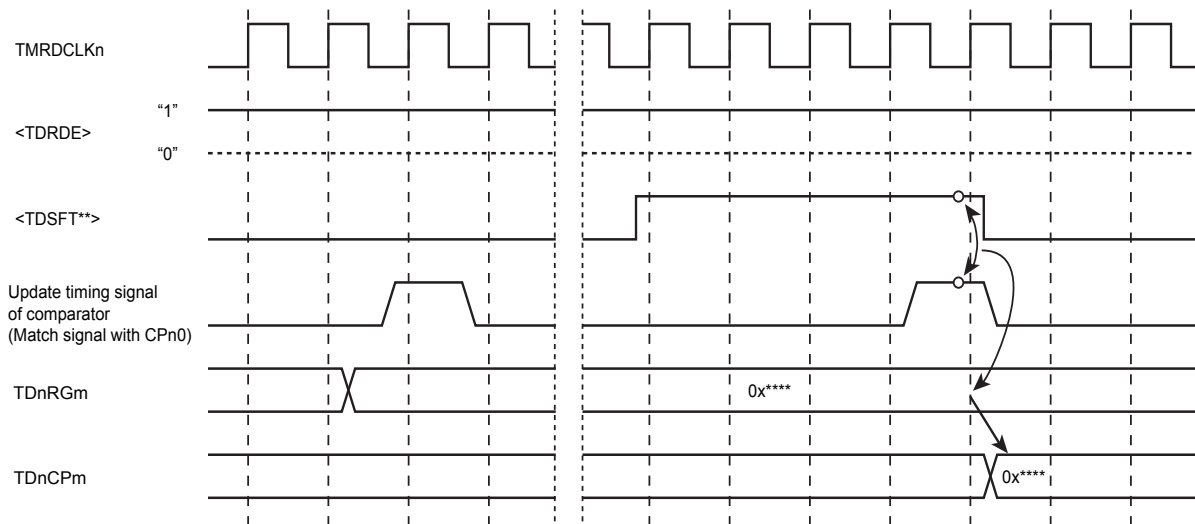 TMRDCLKn
“1”
<TDRDE>
“0”
<TDSFT**>
Update timing signal
of comparator
(Match signal with CPn0)
TDnRGm
0x****
TDnCPm
0x****